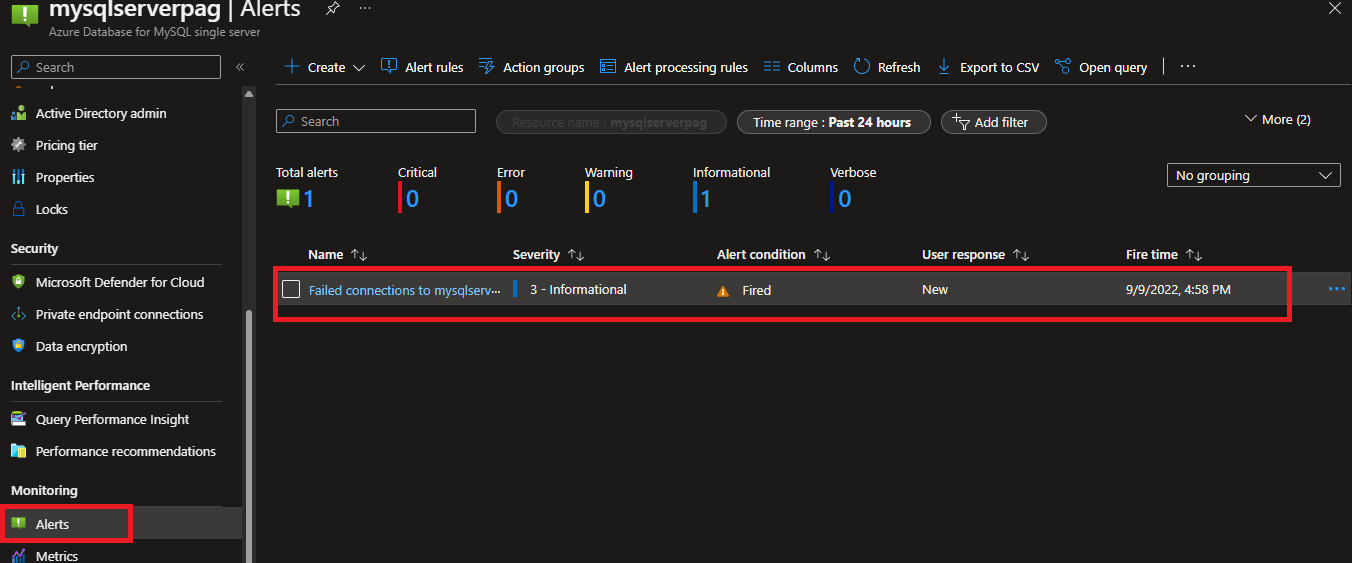 mysqlserverpag | Alerts
Azure Database for MySQL single server
Search
Active Directory admin
Pricing tier
Properties
Locks
Security
Microsoft Defender for Cloud
Private endpoint connections
Data encryption
Intelligent Performance
Query Performance Insight
Performance recommendations
Monitoring
Alerts
Metrics
Create Alert rules Action groups Alert processing rules Columns Refresh Export to CSV Open query
Search Resource name : mysqlserverpag Time range : Past 24 hours Add filter More (2)
Total alerts Critical Error Warning Informational Verbose
1 0 0 0 1 0
No grouping
Name Severity Alert condition User response Fire time
Failed connections to mysqlserv... 3 - Informational Fired New 9/9/2022, 4:58 PM